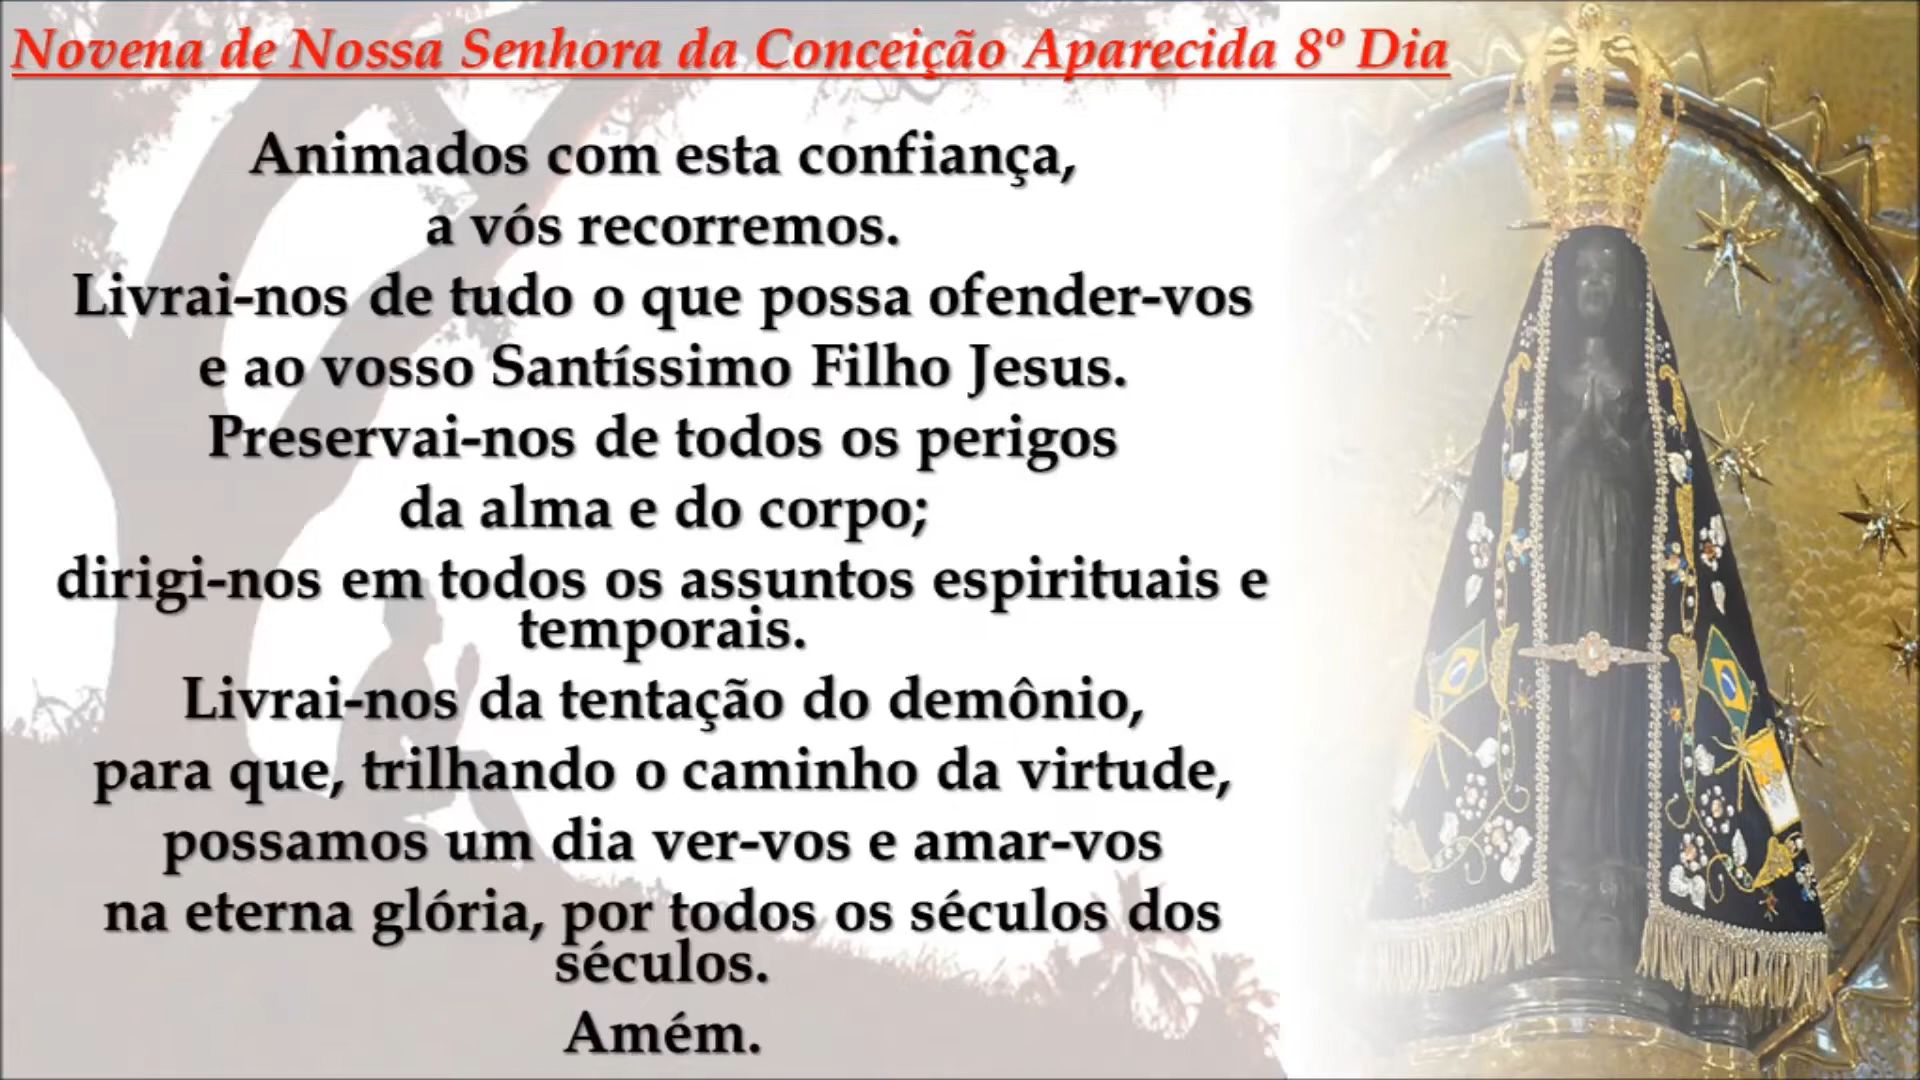 Novena de Nossa Senhora da Conceição Aparecida 8º Dia
Animados com esta confiança,
a vós recorremos.
Livrai-nos de tudo o que possa ofender-vos
e ao vosso Santíssimo Filho Jesus.
Preservai-nos de todos os perigos
da alma e do corpo;
dirigi-nos em todos os assuntos espirituais e
temporais.
Livrai-nos da tentação do demônio,
para que, trilhando o caminho da virtude,
possamos um dia ver-vos e amar-vos
na eterna glória, por todos os séculos dos
séculos.
Amém.